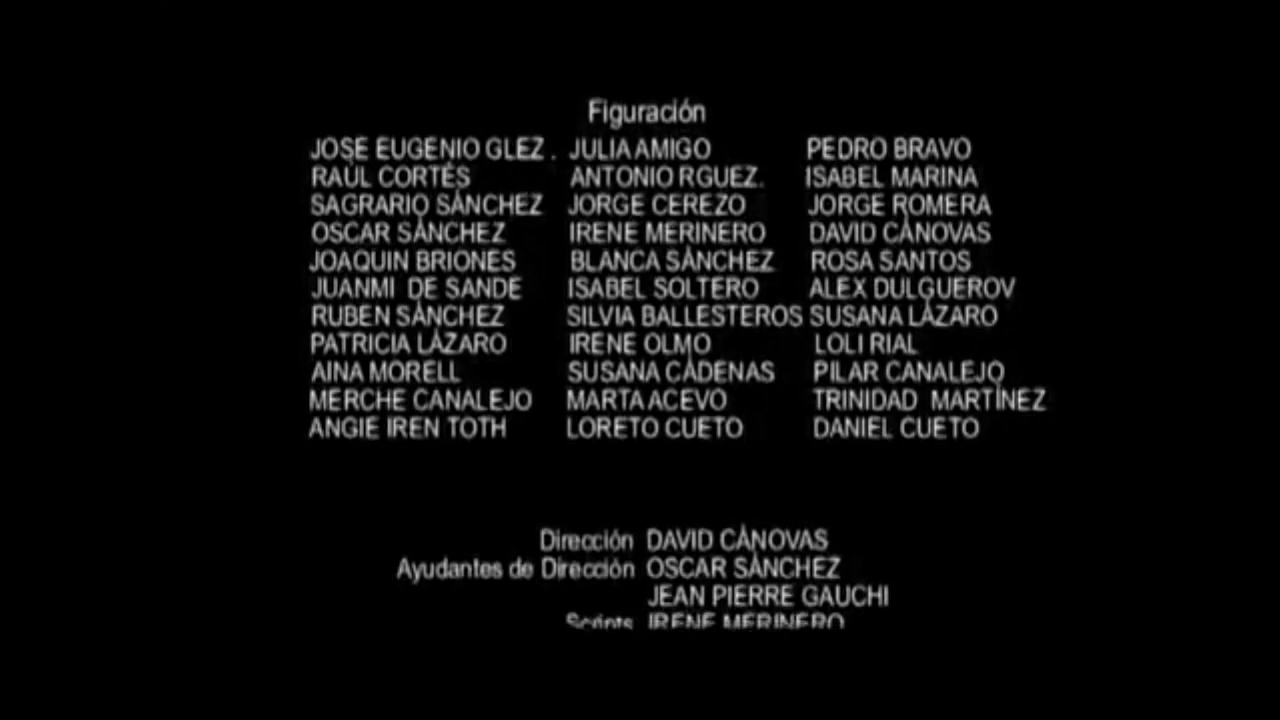 Figuración
JOSE EUGENIO GLEZ . JULIA AMIGO PEDRO BRAVO
RAÚL CORTÉS ANTONIO RGUEZ. ISABEL MARINA
SAGRARIO SÁNCHEZ JORGE CEREZO JORGE ROMERA
OSCAR SÁNCHEZ IRENE MERINERO DAVID CÁNOVAS
JOAQUIN BRIONES BLANCA SÁNCHEZ ROSA SANTOS
JUANMI DE SANDE ISABEL SOLTERO ALEX DULGUEROV
RUBEN SÁNCHEZ SILVIA BALLESTEROS SUSANA LÁZARO
PATRICIA LÁZARO IRENE OLMO LOLI RIAL
AINA MORELL SUSANA CÁDENAS PILAR CANALEJO
MERCHE CANALEJO MARTA ACEVO TRINIDAD MARTÍNEZ
ANGIE IREN TOTH LORETO CUETO DANIEL CUETO
Dirección DAVID CÁNOVAS
Ayudantes de Dirección OSCAR SÁNCHEZ
JEAN PIERRE GAUCHI
Scripts IRENE MERINERO